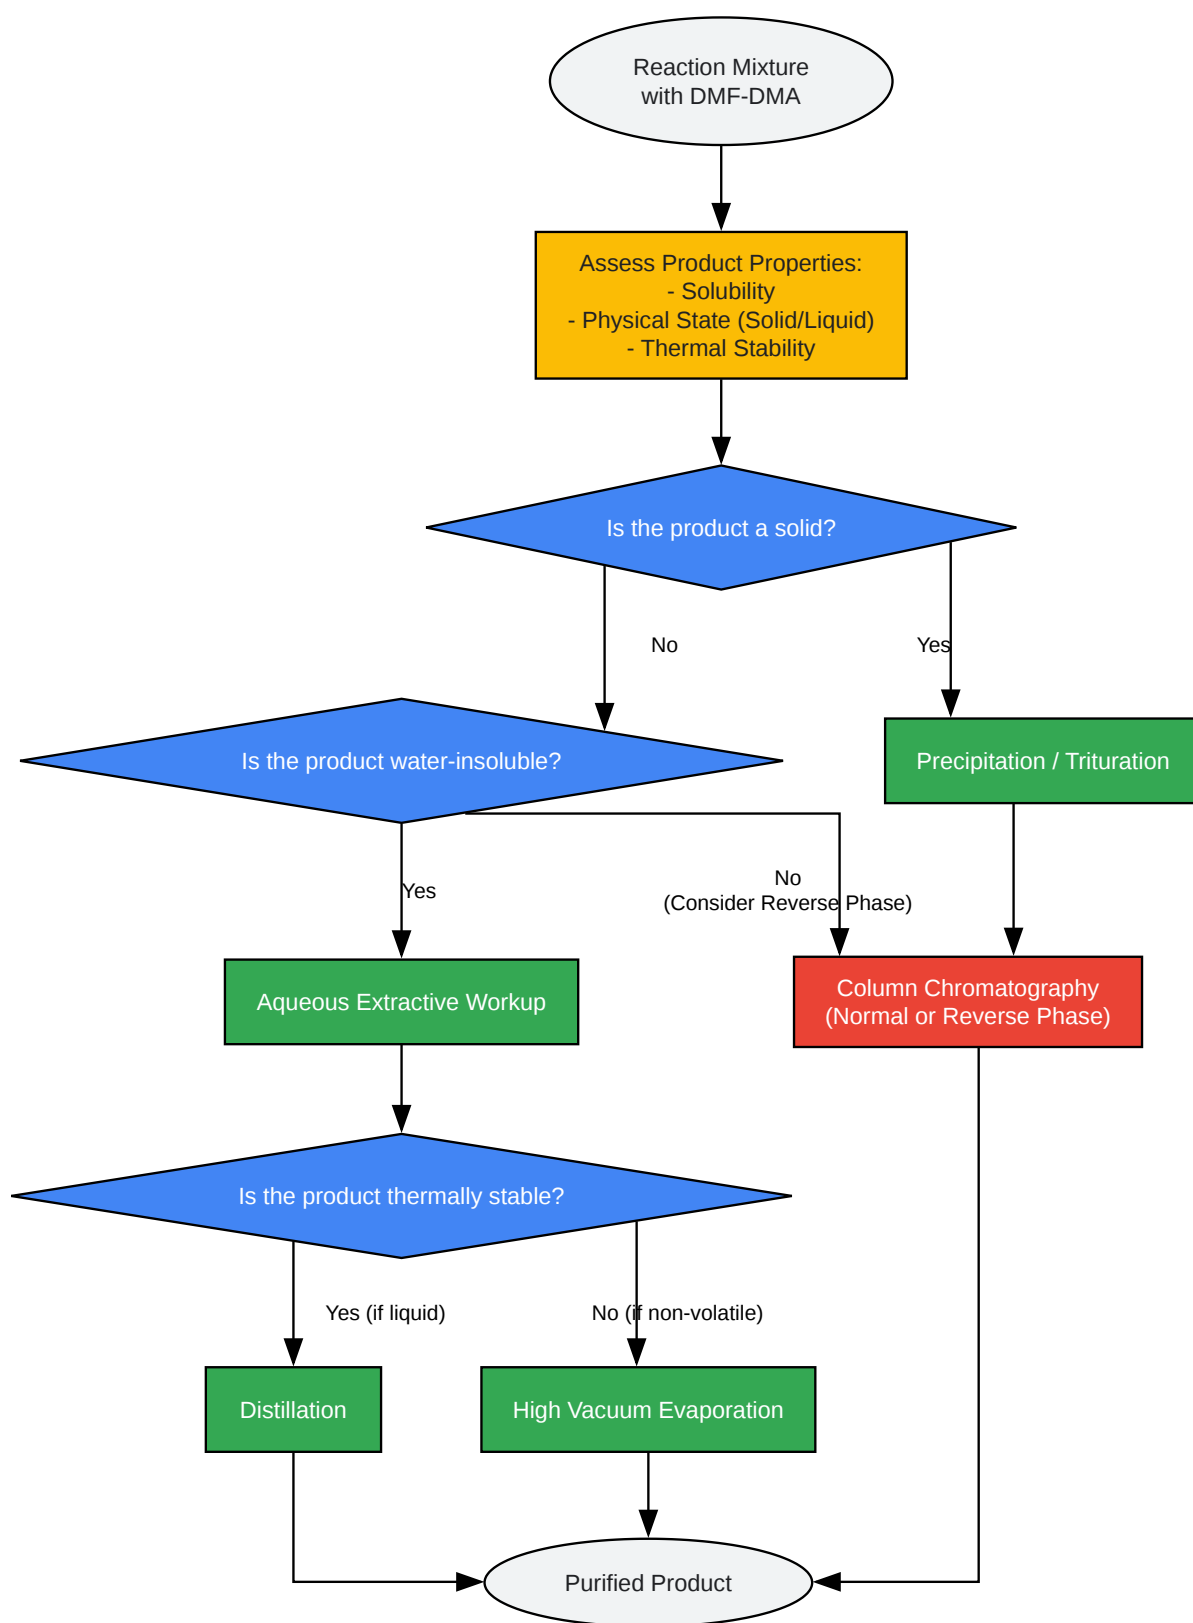 Reaction Mixture
with DMF-DMA
Assess Product Properties:
- Solubility
- Physical State (Solid/Liquid)
- Thermal Stability
Is the product a solid?
No
Yes
Is the product water-insoluble?
Precipitation / Trituration
Yes
No
(Consider Reverse Phase)
Aqueous Extractive Workup
Column Chromatography
(Normal or Reverse Phase)
Is the product thermally stable?
Yes (if liquid)
No (if non-volatile)
Distillation
High Vacuum Evaporation
Purified Product